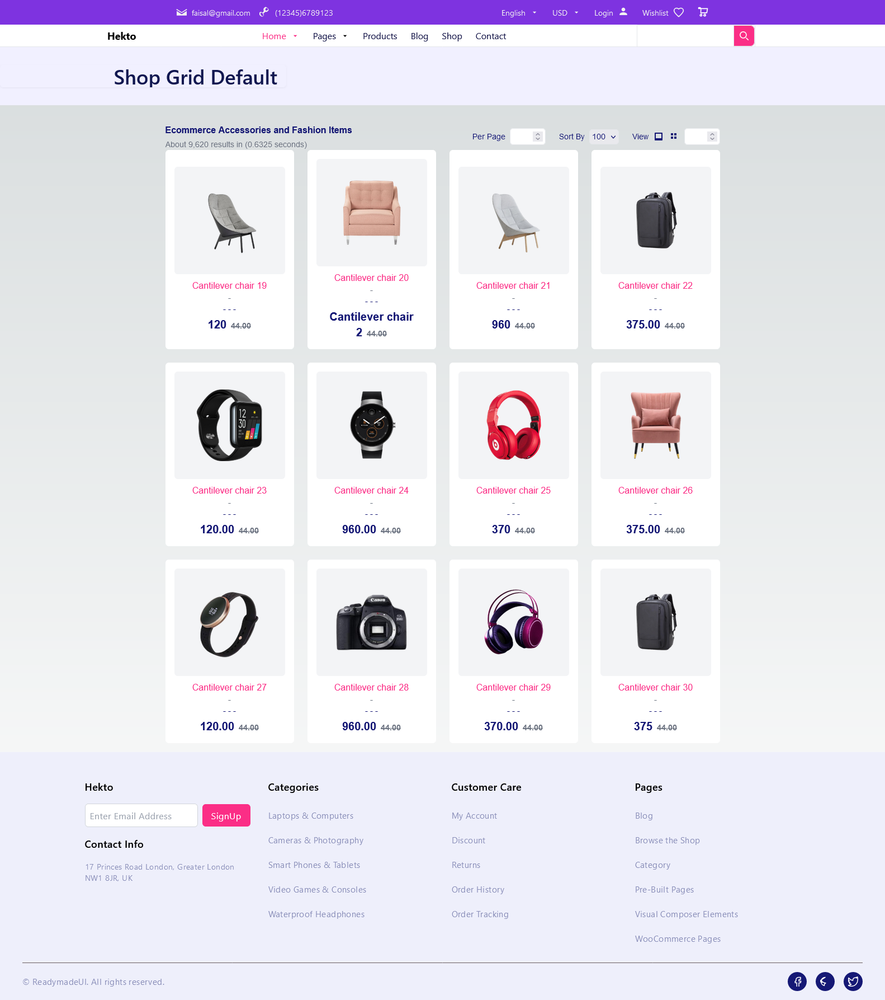 faisal@gmail.com (12345)6789123 English USD Login Wishlist
Hekto Home Pages Products Blog Shop Contact
Shop Grid Default
Ecommerce Accessories and Fashion Items
About 9,620 results in (0.6325 seconds)
Per Page Sort By 100 View
Cantilever chair 19
-
- - -
120 44.00
Cantilever chair 20
-
- - -
Cantilever chair
2 44.00
Cantilever chair 21
-
- - -
960 44.00
Cantilever chair 22
-
- - -
375.00 44.00
12
30
Cantilever chair 23
-
- - -
120.00 44.00
Cantilever chair 24
-
- - -
960.00 44.00
b
Cantilever chair 25
-
- - -
370 44.00
Cantilever chair 26
-
- - -
375.00 44.00
Cantilever chair 27
-
- - -
120.00 44.00
Canon
EOS
Cantilever chair 28
-
- - -
960.00 44.00
Cantilever chair 29
-
- - -
370.00 44.00
Cantilever chair 30
-
- - -
375 44.00
Hekto
Enter Email Address SignUp
Contact Info
17 Princes Road London, Greater London
NW1 8JR, UK
Categories
Laptops & Computers
Cameras & Photography
Smart Phones & Tablets
Video Games & Consoles
Waterproof Headphones
Customer Care
My Account
Discount
Returns
Order History
Order Tracking
Pages
Blog
Browse the Shop
Category
Pre-Built Pages
Visual Composer Elements
WooCommerce Pages
© ReadymadeUI. All rights reserved.